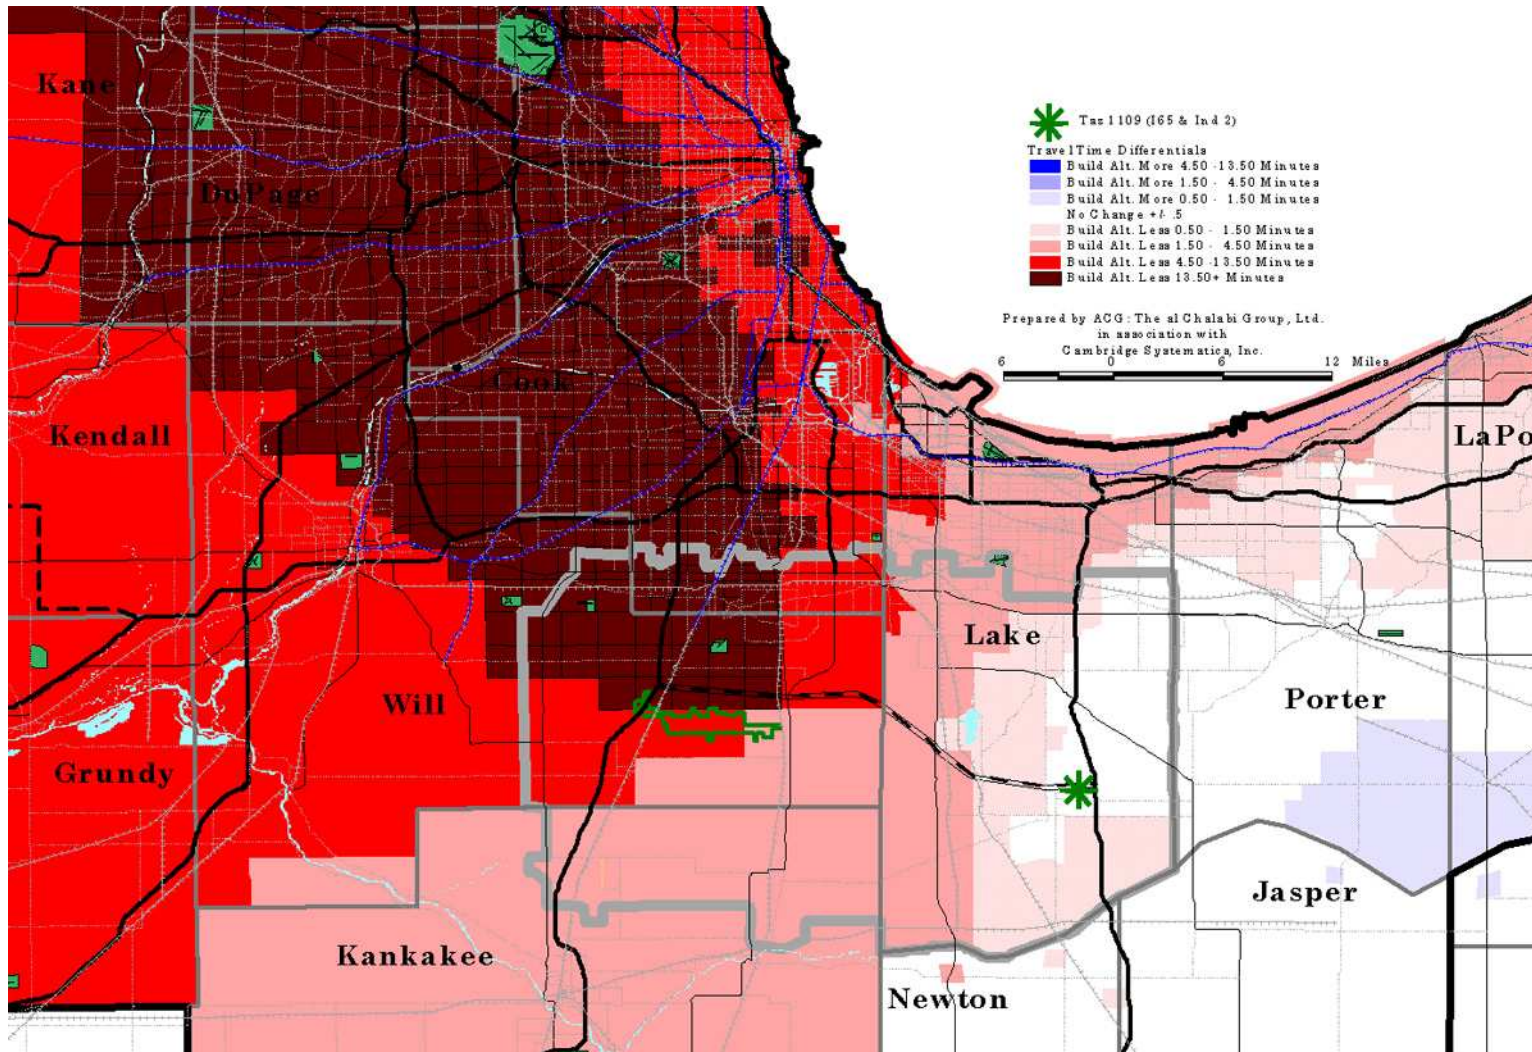 Kane
Taz 1109 (I65 & Ind 2)
Travel Time Differentials
Build Alt. More 4.50 -13.50 Minutes
Build Alt. More 1.50 - 4.50 Minutes
Build Alt. More 0.50 - 1.50 Minutes
No Change +/- .5
Build Alt. Less 0.50 - 1.50 Minutes
Build Alt. Less 1.50 - 4.50 Minutes
Build Alt. Less 4.50 -13.50 Minutes
Build Alt. Less 13.50+ Minutes
DuPage
Prepared by ACG: The al Chalabi Group, Ltd.
in association with
Cambridge Systematics, Inc.
6 0 6 12 Miles
Cook
Kendall
LaPo
Lake
Will
Porter
Grundy
Jasper
Kankakee
Newton